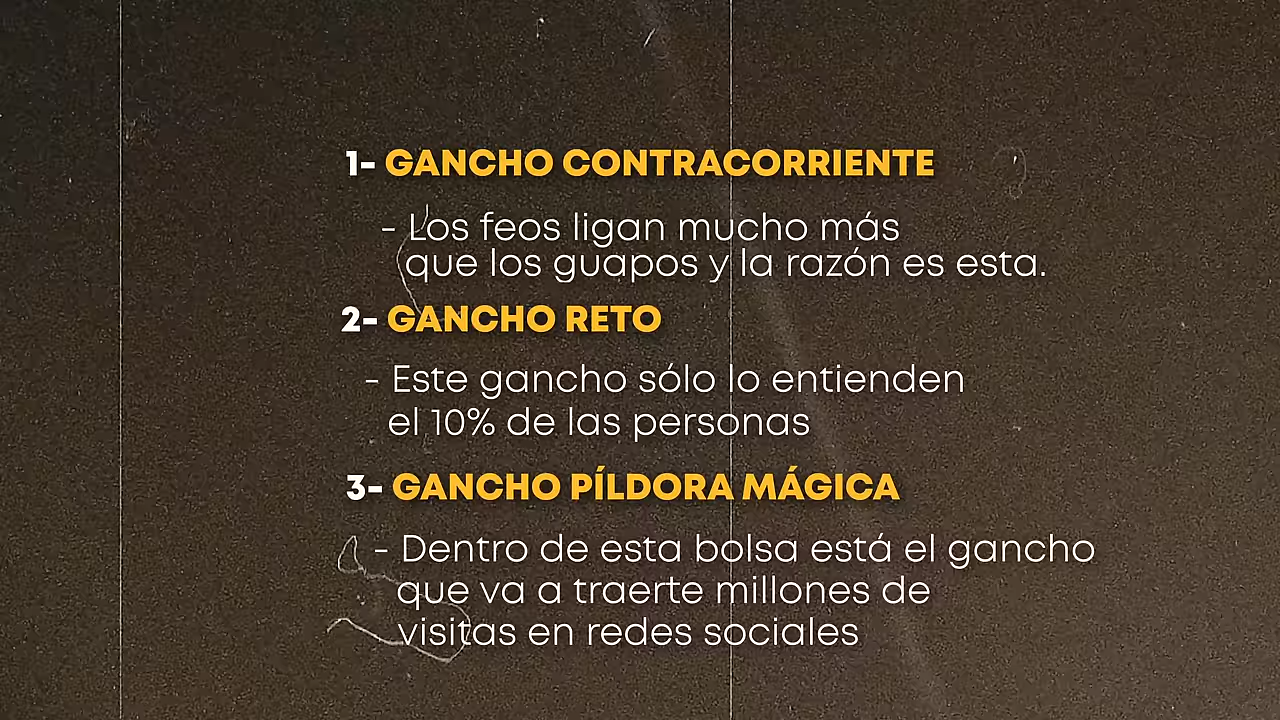 1- GANCHO CONTRACORRIENTE
- Los feos ligan mucho más
que los guapos y la razón es esta.
2- GANCHO RETO
- Este gancho sólo lo entienden
el 10% de las personas
3- GANCHO PÍLDORA MÁGICA
- Dentro de esta bolsa está el gancho
que va a traerte millones de
visitas en redes sociales